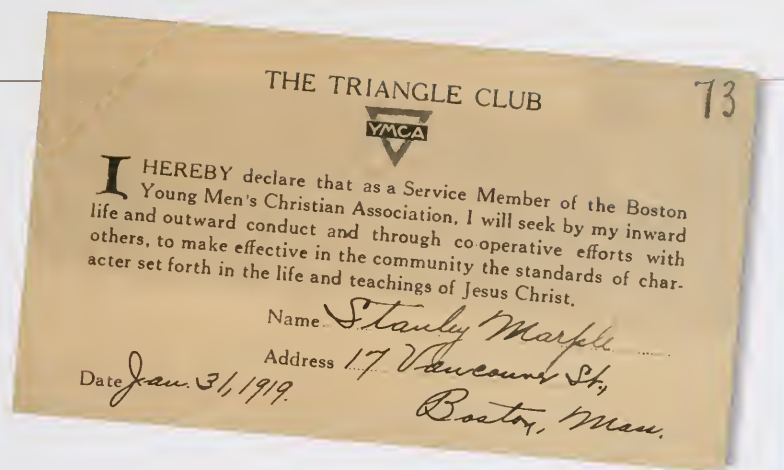 THE TRIANGLE CLUB
73
YMCA
I HEREBY declare that as a Service Member of the Boston
Young Men's Christian Association, I will seek by my inward
life and outward conduct and through co-operative efforts with
others, to make effective in the community the standards of char-
acter set forth in the life and teachings of Jesus Christ.
Name Stanley Marple
Address 17 Vancouver St.,
Date Jan. 31, 1919. Boston, Mass.